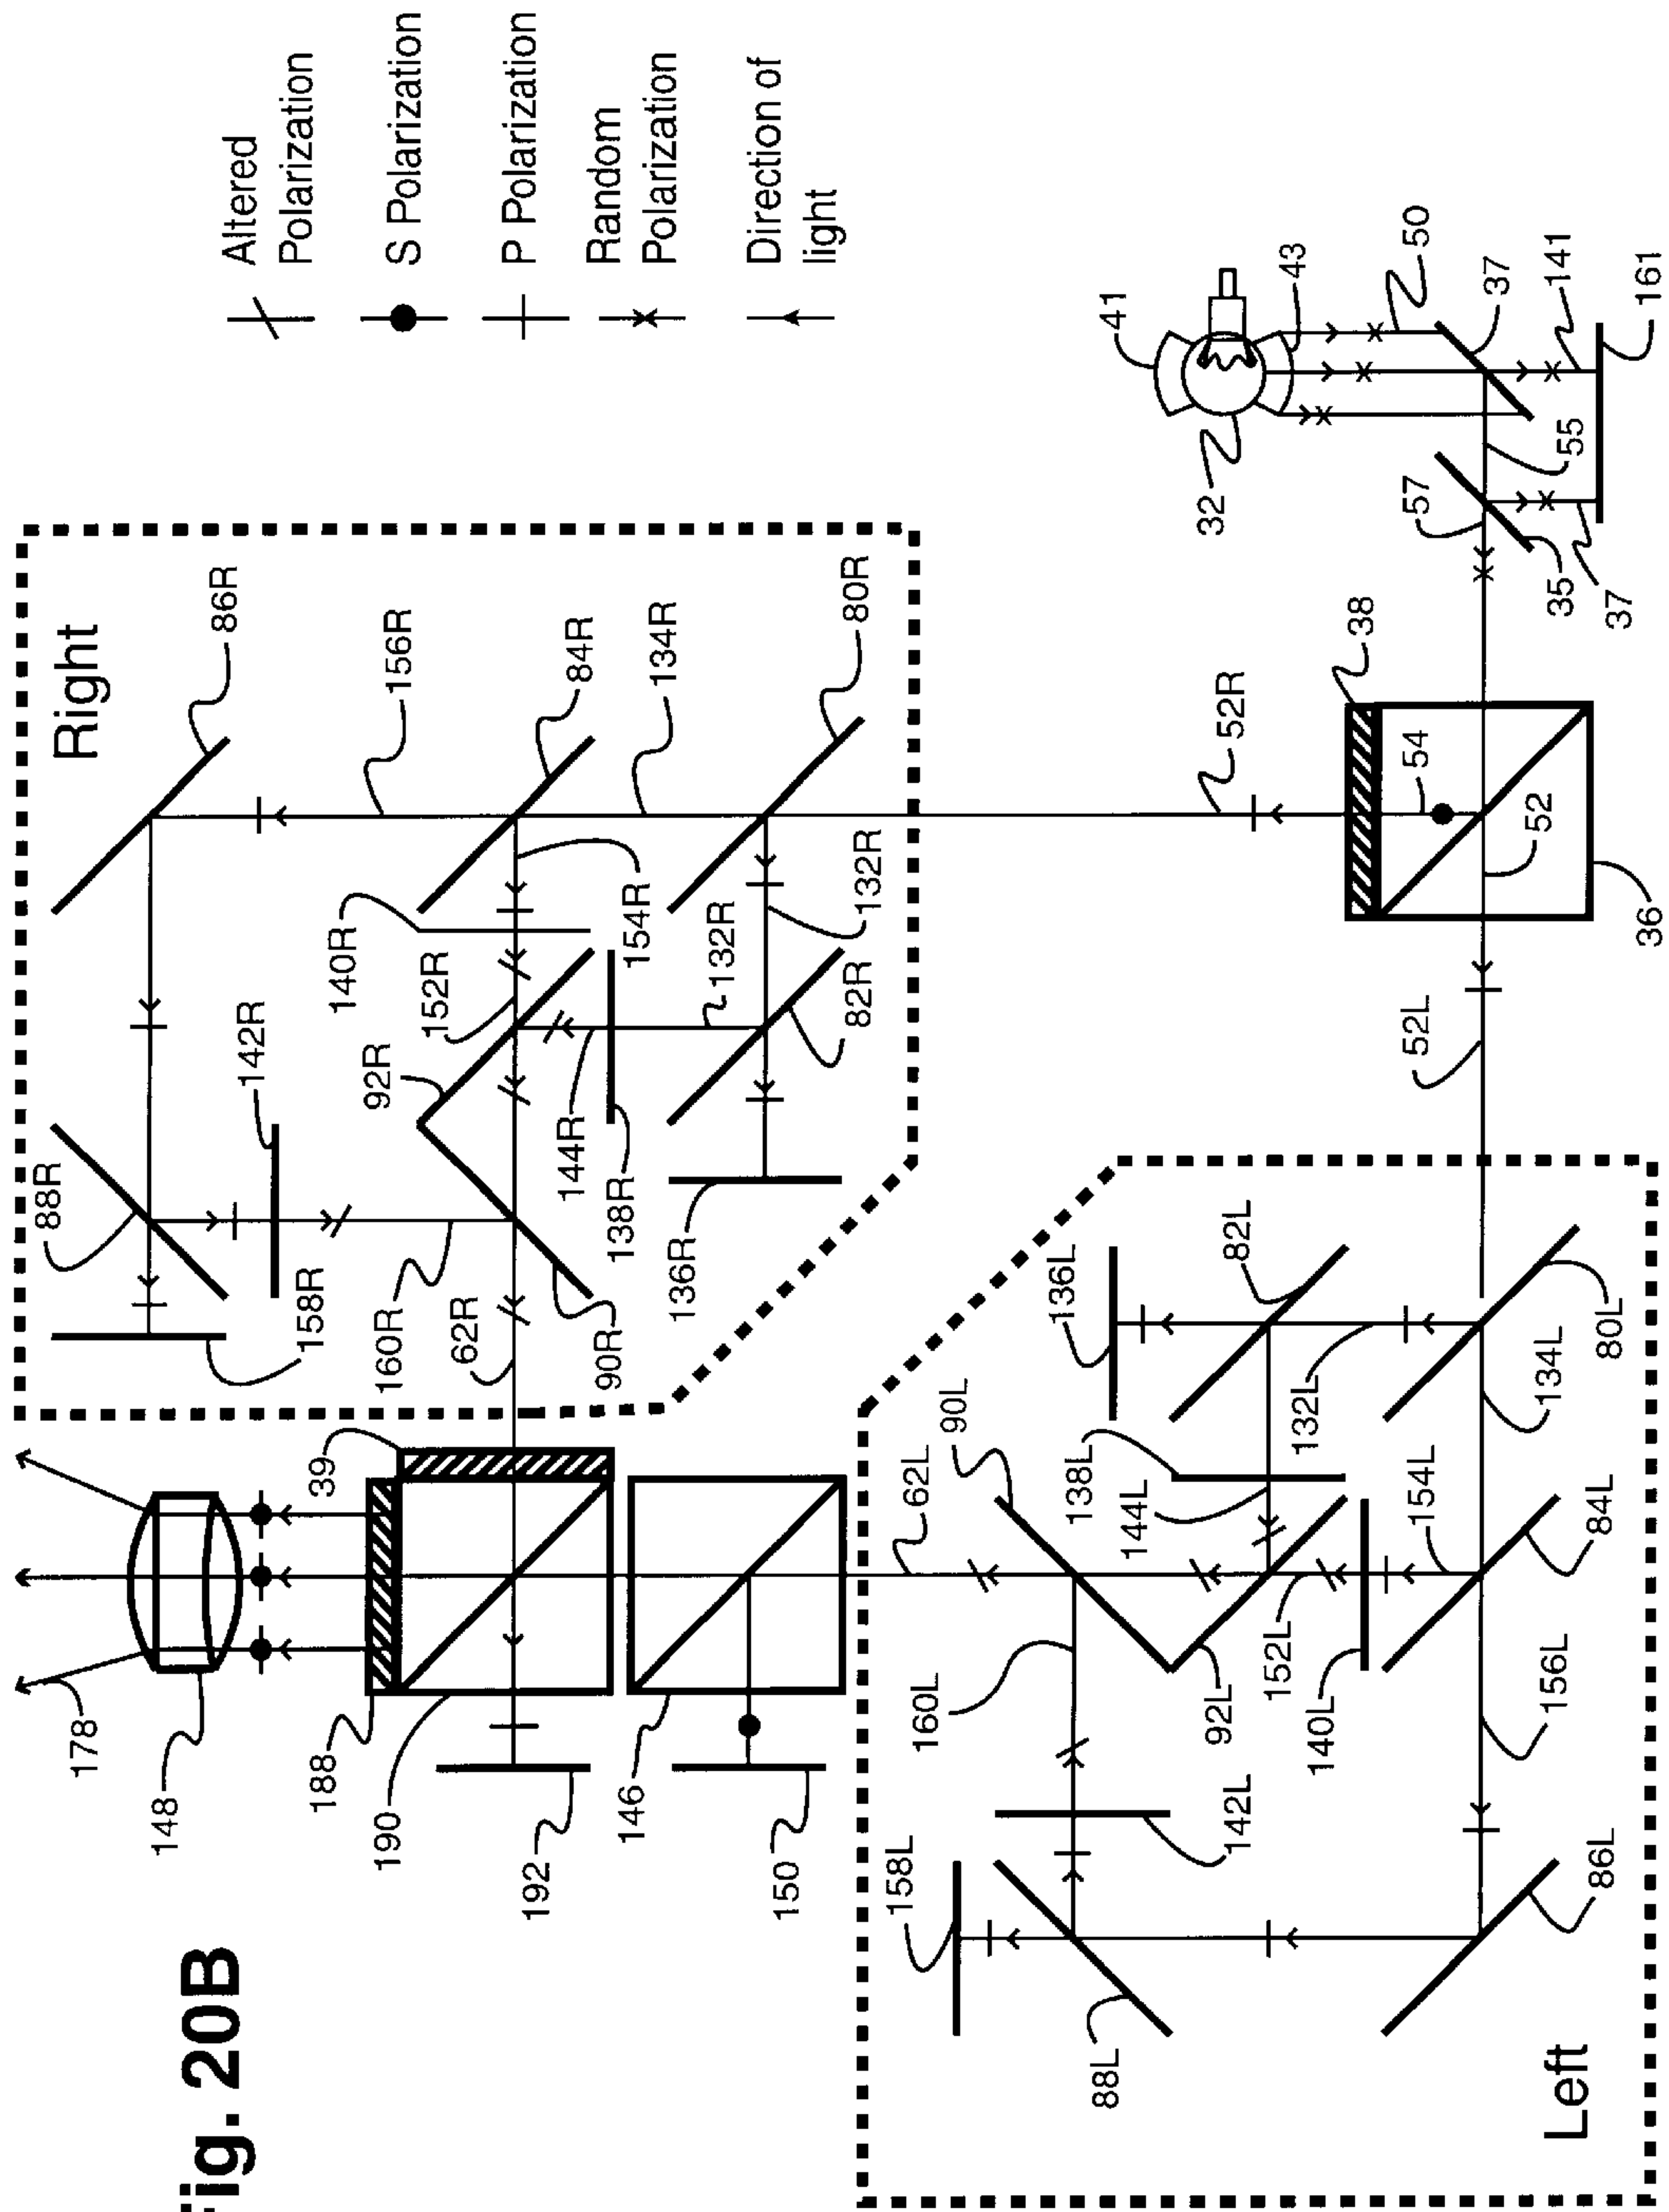 Fig. 20B
Altered
Polarization
S Polarization
P Polarization
Random
Polarization
Direction of
light
Right
86R
156R
84R
134R
80R
88R
142R
140R
92R
152R
154R
132R
132R
82R
144R
138R
136R
158R
160R
62R
90R
178
148
188
190
39
192
146
150
52R
38
54
52
36
52L
41
43
50
37
141
161
32
57
55
35
37
Left
62L
90L
136L
82L
138L
132L
144L
134L
80L
154L
84L
152L
140L
92L
160L
142L
158L
156L
86L
88L